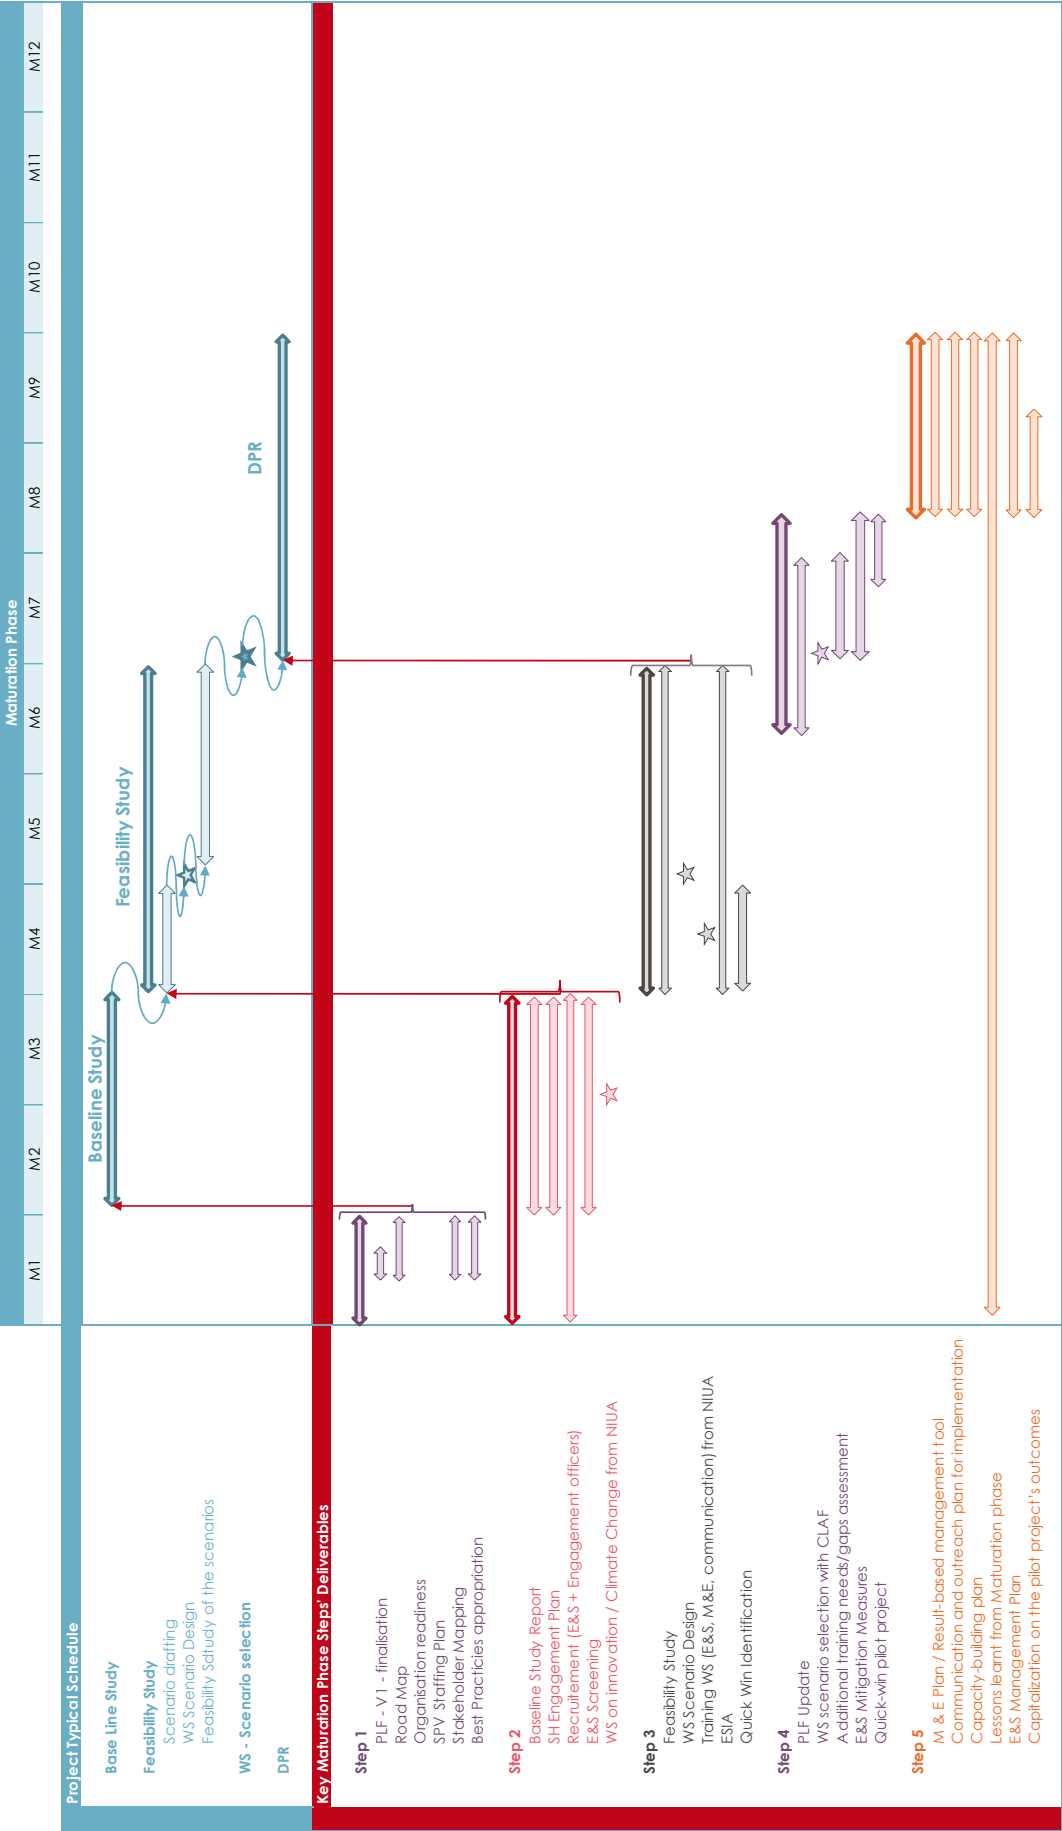 Maturation Phase
M1 M2 M3 M4 M5 M6 M7 M8 M9 M10 M11 M12
Project Typical Schedule
Base Line Study
Baseline Study
Feasibility Study
Feasibility Study
Scenario drafting
WS Scenario Design
Feasibility Satudy of the scenarios
WS - Scenario selection
DPR
DPR
Key Maturation Phase Steps' Deliverables
Step 1
PLF - V1 - finalisation
Road Map
Organisation readiness
SPV Staffing Plan
Stakeholder Mapping
Best Practicies appropriation
Step 2
Baseline Study Report
SH Engagement Plan
Recruitement (E&S + Engagement officers)
E&S Screening
WS on innovation / Climate Change from NIUA
Step 3
Feasibility Study
WS Scenario Design
Training WS (E&S, M&E, communication) from NIUA
ESIA
Quick Win Identification
Step 4
PLF Update
WS scenario selection with CLAF
Additional training needs/gaps assessment
E&S Mitigation Measures
Quick-win pilot project
Step 5
M & E Plan / Result-based management tool
Communication and outreach plan for implementation
Capacity-building plan
Lessons learnt from Maturation phase
E&S Management Plan
Capitalization on the pilot project's outcomes